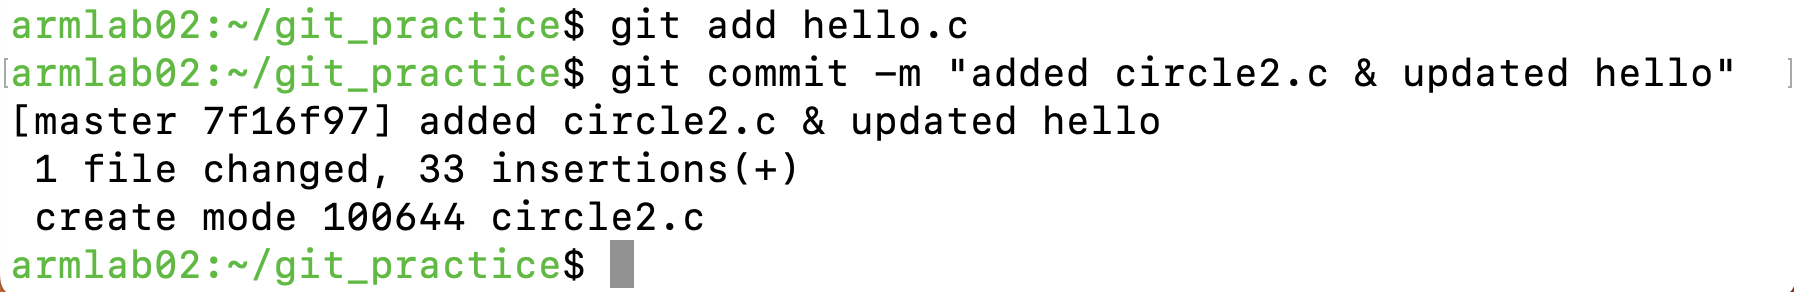 armlab02:~/git_practice$ git add hello.c
[armlab02:~/git_practice$ git commit -m "added circle2.c & updated hello" ]
[master 7f16f97] added circle2.c & updated hello
 1 file changed, 33 insertions(+)
 create mode 100644 circle2.c
armlab02:~/git_practice$